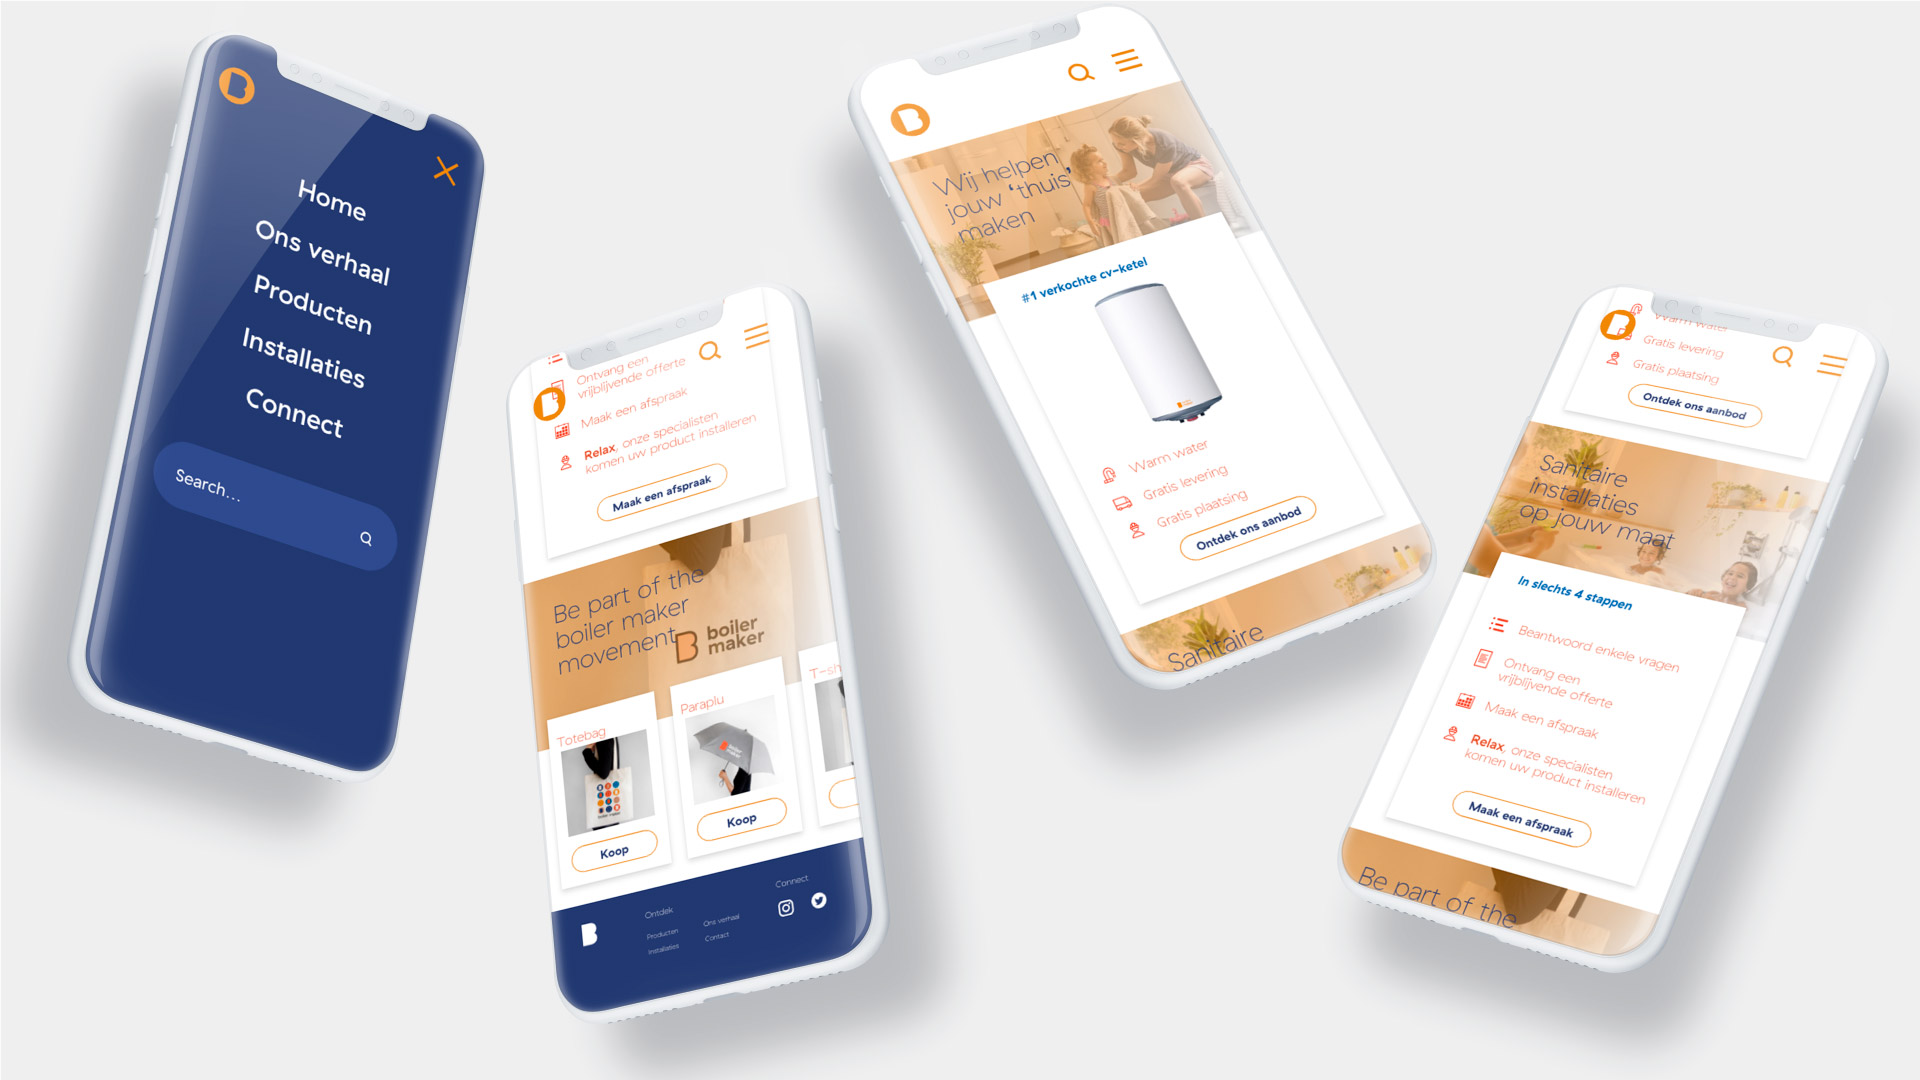 Home
Ons verhaal
Producten
Installaties
Connect
Search...
Ontvang een
vrijblijvende offerte
Maak een afspraak
Relax, onze specialisten
komen uw product installeren
Maak een afspraak
Be part of the
boiler maker
movement
boiler
maker
Totebag
Koop
Paraplu
boiler
maker
Koop
T-sh
Ontdek
Producten
Installaties
Ons verhaal
Contact
Connect
Wij helpen
jouw ‘thuis’
maken
#1 verkochte cv-ketel
Warm water
Gratis levering
Gratis plaatsing
Ontdek ons aanbod
Sanitaire
Warm water
Gratis levering
Gratis plaatsing
Ontdek ons aanbod
Sanitaire
installaties
op jouw maat
In slechts 4 stappen
Beantwoord enkele vragen
Ontvang een
vrijblijvende offerte
Maak een afspraak
Relax, onze specialisten
komen uw product installeren
Maak een afspraak
Be part of the